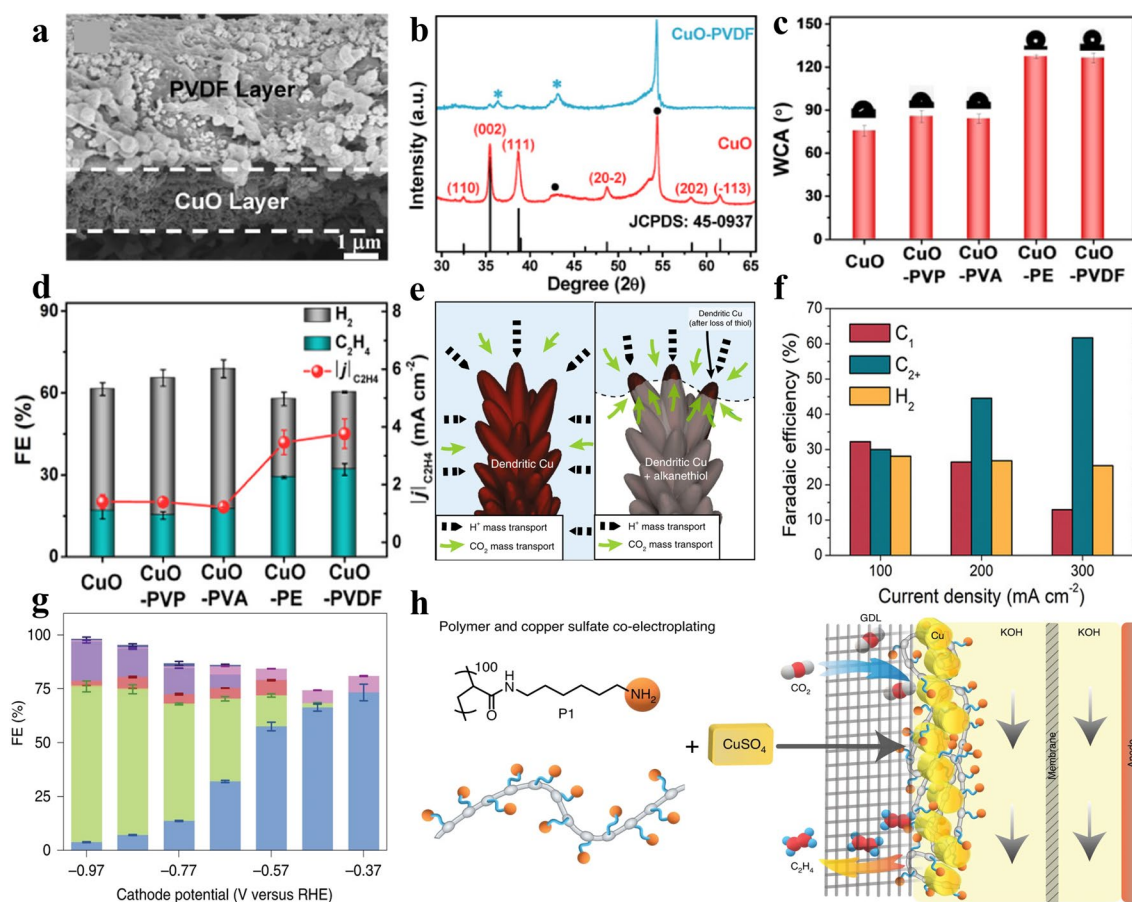 a
PVDF Layer
CuO Layer
1 μm
b
Intensity (a.u.)
CuO-PVDF
*
*
CuO
(110)
(002)
(111)
(20-2)
(202)
(-113)
JCPDS: 45-0937
30 35 40 45 50 55 60 65
Degree (2θ)
c
WCA (°)
150
120
90
60
30
0
CuO
CuO
-PVP
CuO
-PVA
CuO
-PE
CuO
-PVDF
d
FE (%)
90
60
30
0
H2
C2H4
|j|C2H4
8
6
4
2
0
|j|C2H4 (mA cm-2)
CuO
CuO
-PVP
CuO
-PVA
CuO
-PE
CuO
-PVDF
e
Dendritic Cu
H+ mass transport
CO2 mass transport
Dendritic Cu
(after loss of thiol)
Dendritic Cu
+ alkanethiol
H+ mass transport
CO2 mass transport
f
Faradaic efficiency (%)
70
60
50
40
30
20
10
0
C1
C2+
H2
100 200 300
Current density (mA cm-2)
g
FE (%)
100
75
50
25
0
–0.97 –0.77 –0.57 –0.37
Cathode potential (V versus RHE)
h
Polymer and copper sulfate co-electroplating
100
H
N
O
NH2
P1
+
CuSO4
GDL
Cu
KOH
KOH
CO2
C2H4
Membrane
Anode